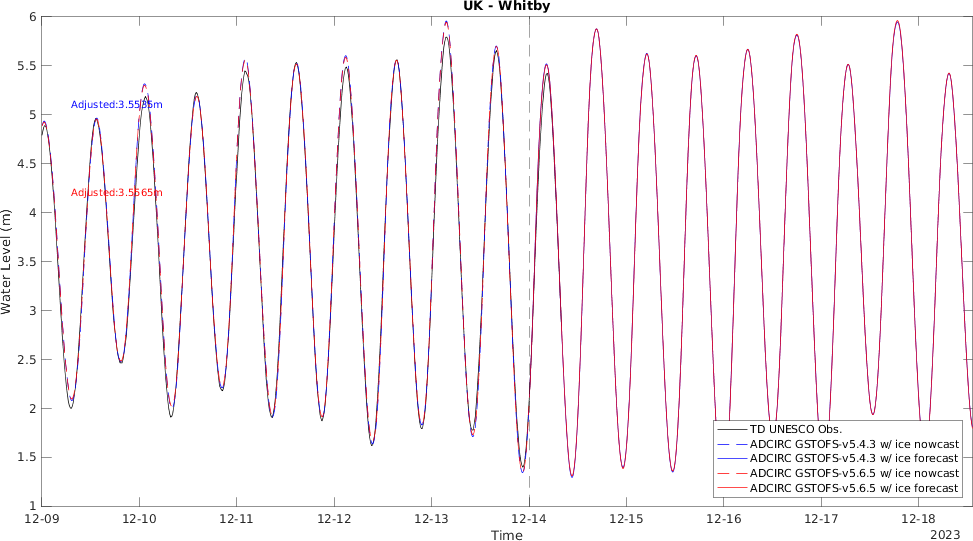 UK - Whitby
6
5.5
5
4.5
4
3.5
3
2.5
2
1.5
1
Water Level (m)
Adjusted:3.5535m
Adjusted:3.5665m
TD UNESCO Obs.
ADCIRC GSTOFS-v5.4.3 w/ ice nowcast
ADCIRC GSTOFS-v5.4.3 w/ ice forecast
ADCIRC GSTOFS-v5.6.5 w/ ice nowcast
ADCIRC GSTOFS-v5.6.5 w/ ice forecast
12-09 12-10 12-11 12-12 12-13 12-14 12-15 12-16 12-17 12-18
Time
2023